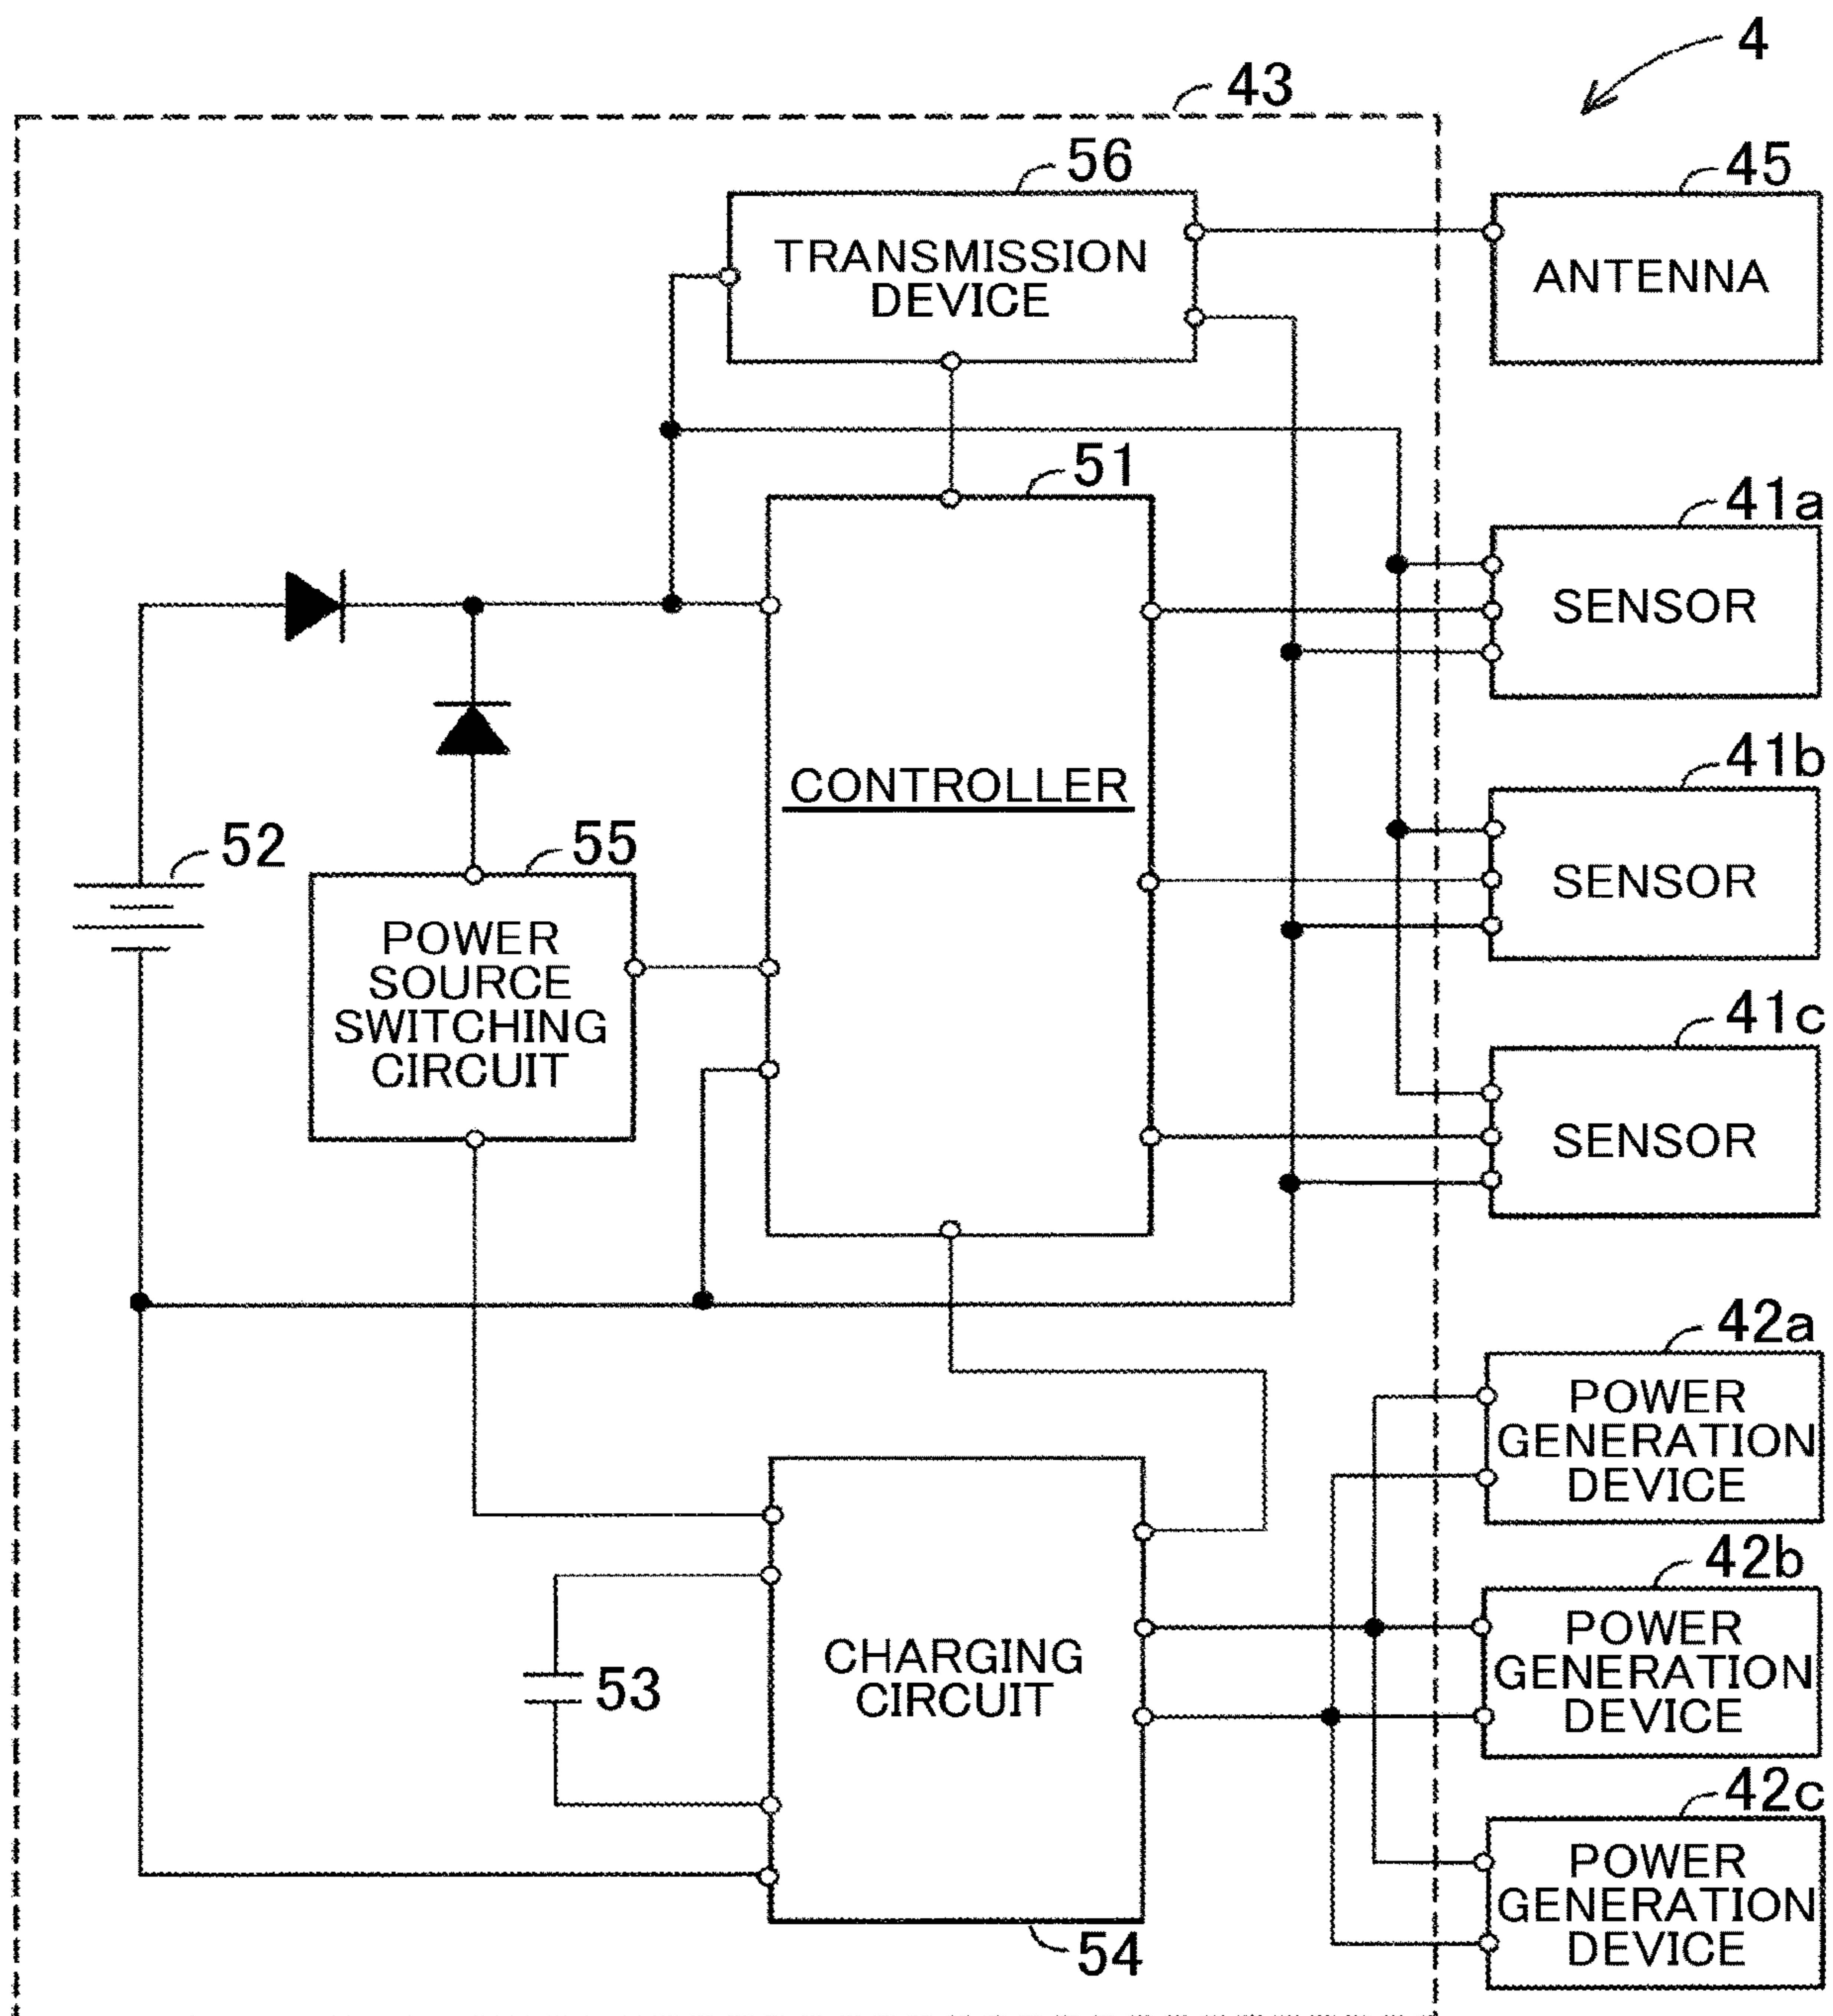 4
43
56
45
TRANSMISSION
DEVICE
ANTENNA
51
41a
SENSOR
CONTROLLER
41b
52
55
SENSOR
POWER
SOURCE
SWITCHING
CIRCUIT
41c
SENSOR
42a
POWER
GENERATION
DEVICE
42b
POWER
GENERATION
DEVICE
CHARGING
CIRCUIT
53
42c
POWER
GENERATION
DEVICE
54